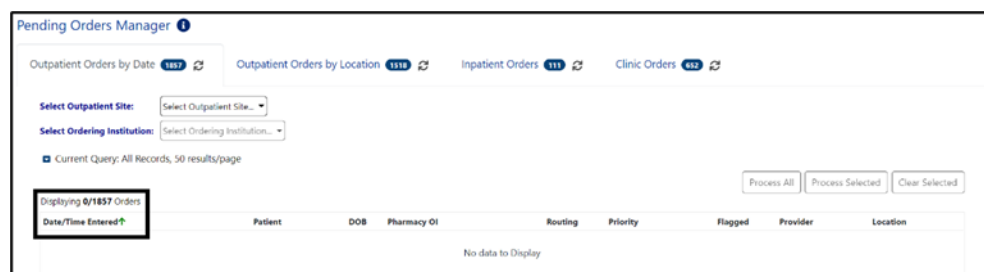 Pending Orders Manager i
Outpatient Orders by Date 1857 Outpatient Orders by Location 1518 Inpatient Orders 111 Clinic Orders 652
Select Outpatient Site: Select Outpatient Site...
Select Ordering Institution: Select Ordering Institution...
Current Query: All Records, 50 results/page
Process All Process Selected Clear Selected
Displaying 0/1857 Orders
Date/Time Entered↑ Patient DOB Pharmacy OI Routing Priority Flagged Provider Location
No data to Display